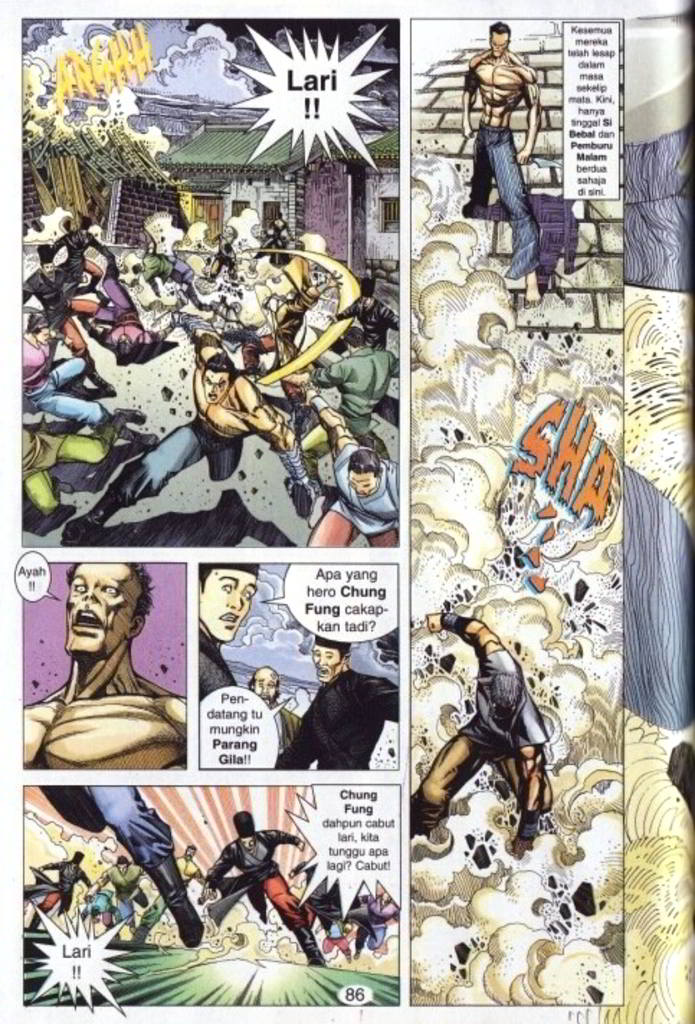 ARGHH
Lari
!!
Ayah
!!
Apa yang
hero Chung
Fung cakap-
kan tadi?
Pen-
datang tu
mungkin
Parang
Gila!!
Chung
Fung
dahpun cabut
lari, kita
tunggu apa
lagi? Cabut!
Lari
!!
86
Kesemua
mereka
telah lesap
dalam
masa
sekelip
mata. Kini,
hanya
tinggal Si
Bebal dan
Pemburu
Malam
berdua
sahaja
di sini.
SHA